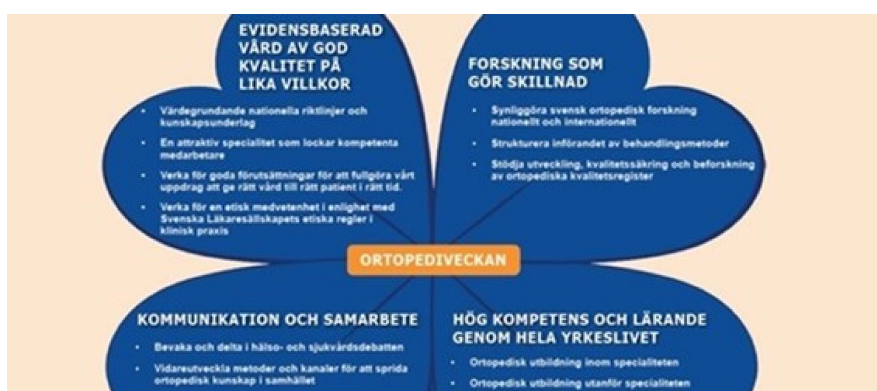 EVIDENSBASERAD
VÅRD AV GOD
KVALITET PÅ
LIKA VILLKOR
• Värdegrundande nationella riktlinjer och
kunskapsunderlag
• En attraktiv specialitet som lockar kompetenta
medarbetare
• Verka för goda förutsättningar för att fullgöra vårt
uppdrag att ge rätt vård till rätt patient i rätt tid.
• Verka för en etisk medvetenhet i enlighet med
Svenska Läkaresällskapets etiska regler i
klinisk praxis
FORSKNING SOM
GÖR SKILLNAD
• Synliggöra svensk ortopedisk forskning
nationellt och internationellt
• Strukturera införandet av behandlingsmetoder
• Stödja utveckling, kvalitetssäkring och beforskning
av ortopediska kvalitetsregister
ORTOPEDIVECKAN
KOMMUNIKATION OCH SAMARBETE
• Bevaka och delta i hälso- och sjukvårdsdebatten
• Vidareutveckla metoder och kanaler för att sprida
ortopedisk kunskap i samhället
HÖG KOMPETENS OCH LÄRANDE
GENOM HELA YRKESLIVET
• Ortopedisk utbildning inom specialiteten
• Ortopedisk utbildning utanför specialiteten